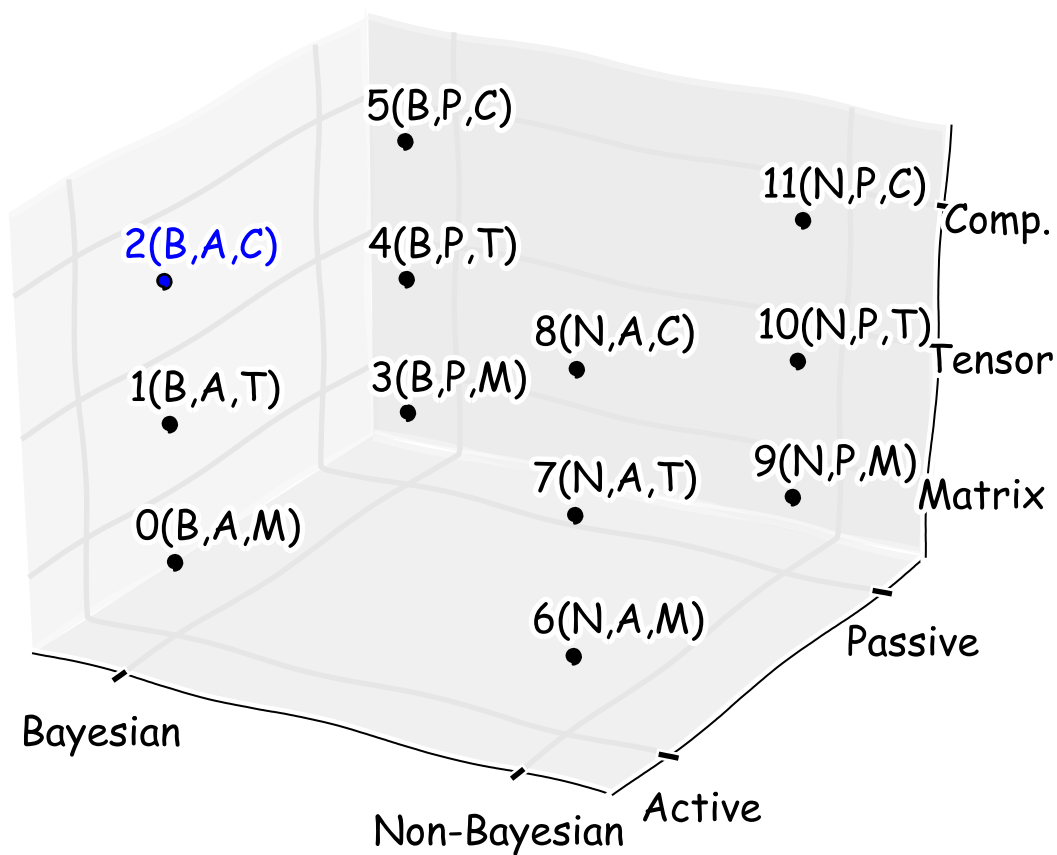 5(B,P,C)
11(N,P,C)
Comp.
2(B,A,C)
4(B,P,T)
8(N,A,C)
10(N,P,T)
Tensor
1(B,A,T)
3(B,P,M)
7(N,A,T)
9(N,P,M)
Matrix
0(B,A,M)
6(N,A,M)
Passive
Bayesian
Active
Non-Bayesian